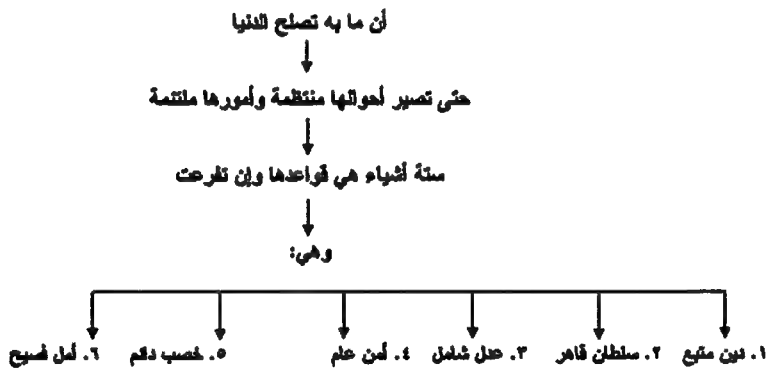 أن ما به تصلح الدنيا
حتى تصير أحوالها منتظمة وأمورها ملتئمة
ستة أشياء هي قواعدها وإن تفرعت
وهي:
١. دين متبع ٢. سلطان قاهر ٣. عدل شامل ٤. أمن عام ٥. خصب دائم ٦. أمل فسيح